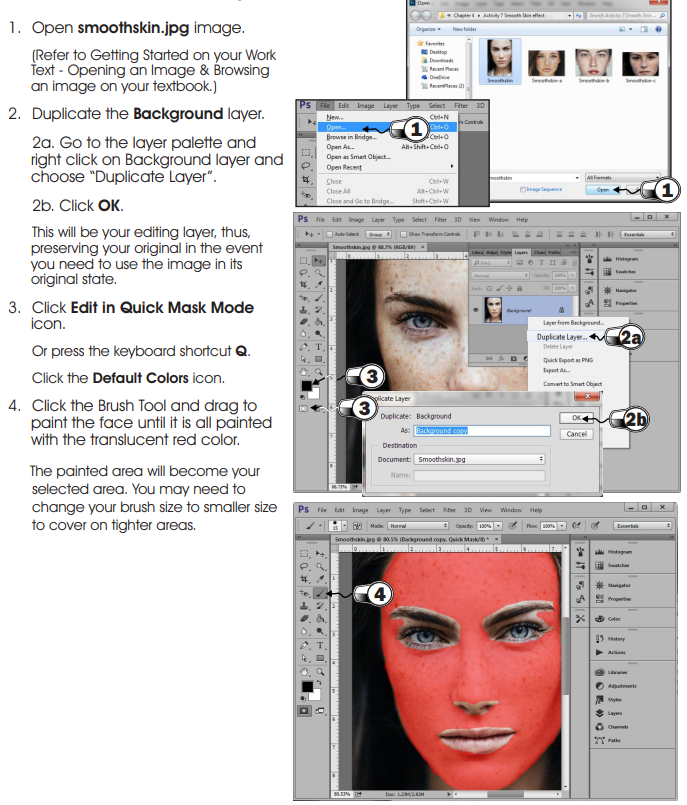 1. Open smoothskin.jpg image.
(Refer to Getting Started on your Work
Text - Opening an Image & Browsing
an image on your textbook.)
2. Duplicate the Background layer.
2a. Go to the layer palette and
right click on Background layer and
choose “Duplicate Layer”.
2b. Click OK.
This will be your editing layer, thus,
preserving your original in the event
you need to use the image in its
original state.
3. Click Edit in Quick Mask Mode
icon.
Or press the keyboard shortcut Q.
Click the Default Colors icon.
4. Click the Brush Tool and drag to
paint the face until it is all painted
with the translucent red color.
The painted area will become your
selected area. You may need to
change your brush size to smaller size
to cover on tighter areas.
Open
Chapter 4 Activity 7 Smooth Skin effect
Search Activity 7 Smooth Skin...
Organize New folder
Favorites
Desktop
Downloads
Recent Places
OneDrive
RecentPlaces (2)
Smoothskin Smoothskin-a Smoothskin-b Smoothskin-c
moothskin All Formats
Image Sequence Open
1
Ps File Edit Image Layer Type Select Filter 3D
New... Ctrl+N
Open... Ctrl+O
Browse in Bridge... Alt+Ctrl+O
Open As... Alt+Shift+Ctrl+O
Open as Smart Object...
Open Recent
Close Ctrl+W
Close All Alt+Ctrl+W
Close and Go to Bridge... Shift+Ctrl+W
m Controls
1
Ps File Edit Image Layer Type Select Filter 3D View Window Help
Auto-Select: Group Show Transform Controls Essentials
Smoothskin.jpg @ 88.7% (RGB/8#) ×
Layers
Normal Opacity: 100%
Background
Histogram
Swatches
Navigator
Properties
Layer from Background...
Duplicate Layer...
Delete Layer
Quick Export as PNG
Export As...
Convert to Smart Object
2a
3
3
plicate Layer
Duplicate: Background
As: Background copy
Destination
Document: Smoothskin.jpg
Name:
OK
Cancel
2b
Ps File Edit Image Layer Type Select Filter 3D View Window Help
Mode: Normal Opacity: 100% Flow: 100% Essentials
Smoothskin.jpg @ 80.5% (Background copy, Quick Mask/8) * ×
4
Histogram
Swatches
Navigator
Properties
Color
History
Actions
Libraries
Adjustments
Styles
Layers
Channels
Paths
80.53%